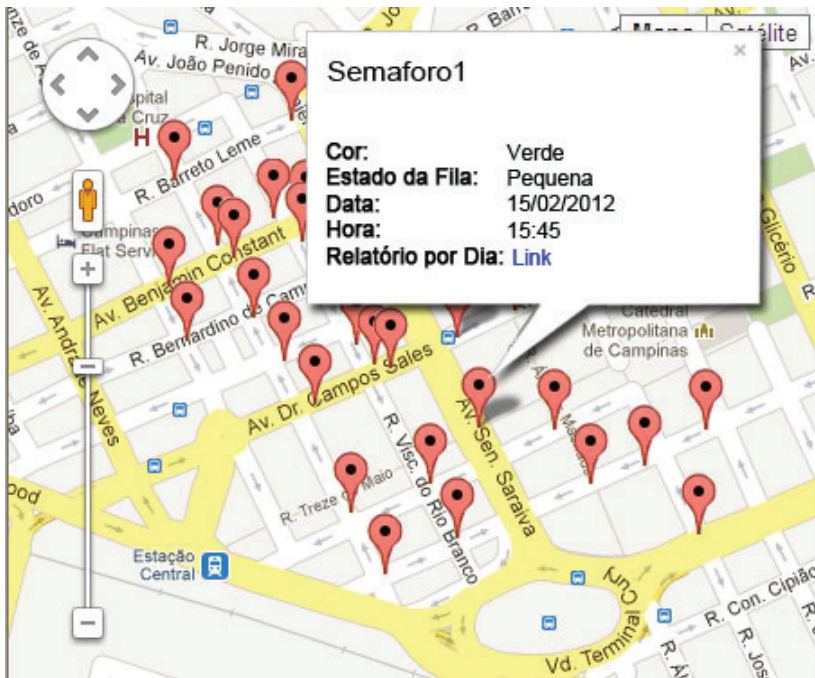 R. Jorge Mira
Av. João Penido
Mapa
Satélite
Semaforo1
Cor: Verde
Estado da Fila: Pequena
Data: 15/02/2012
Hora: 15:45
Relatório por Dia: Link
H
R. Barreto Leme
Campinas
Flat Servi
Av. Benjamin Constant
R. Bernardino de Camp
Av. Andrade Neves
Av. Dr. Campos Sales
Catedral
Metropolitana
de Campinas
Glicério
Av. Sen. Saraiva
R. Visc. do Rio Branco
R. Treze de Maio
Estação
Central
Vd. Terminal Cury
R. Con. Cipião
R. Jos
R. Á